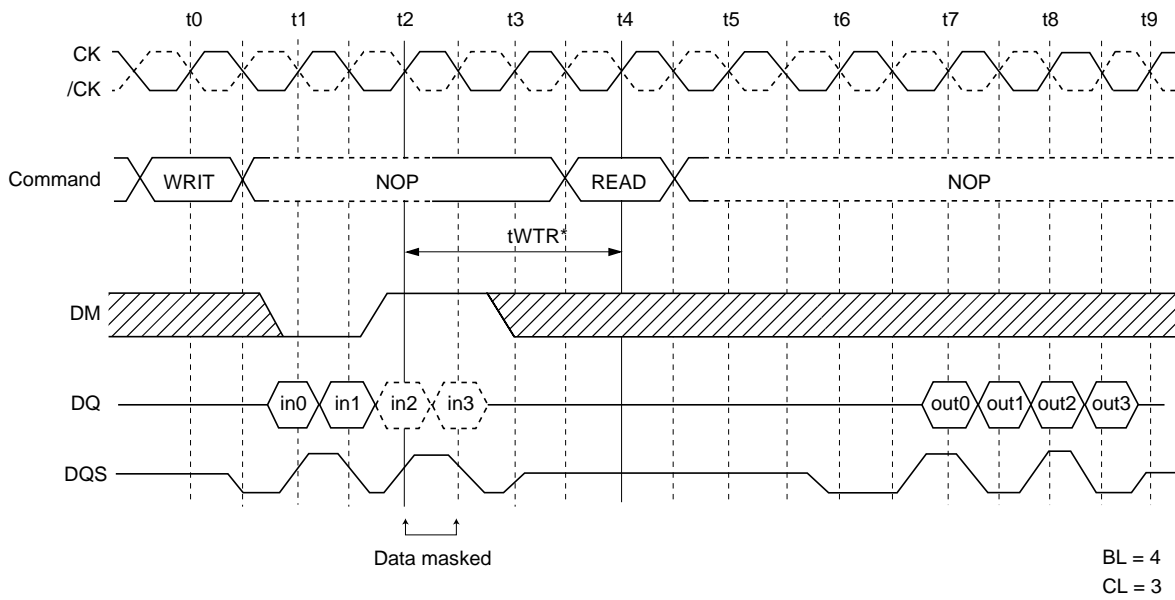 t0 t1 t2 t3 t4 t5 t6 t7 t8 t9
CK
/CK
Command WRIT NOP READ NOP
tWTR*
DM
DQ in0 in1 in2 in3 out0 out1 out2 out3
DQS
Data masked
BL = 4
CL = 3